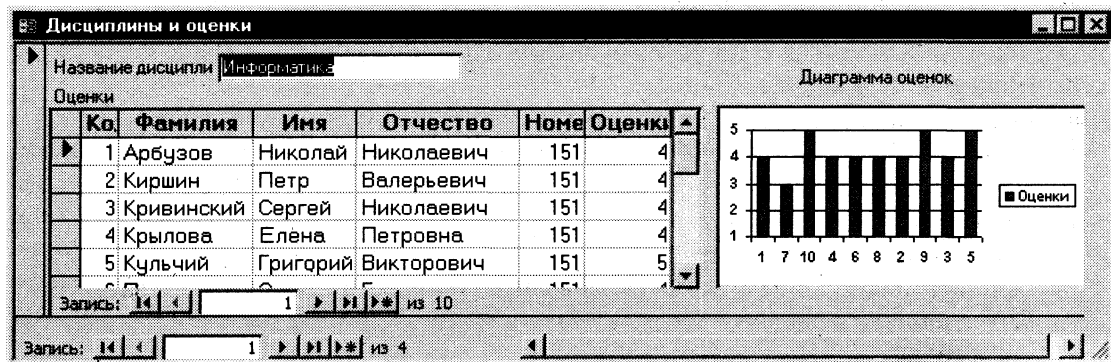 Дисциплины и оценки
Название дисципли Информатика
Оценки
Ко Фамилия Имя Отчество Номе Оценки
1 Арбузов Николай Николаевич 151 4
2 Киршин Петр Валерьевич 151 4
3 Кривинский Сергей Николаевич 151 4
4 Крылова Елена Петровна 151 4
5 Кульчий Григорий Викторович 151 5
Запись: 1 из 10
Запись: 1 из 4
Диаграмма оценок
5
4
3
2
1
1 7 10 4 6 8 2 9 3 5
Оценки